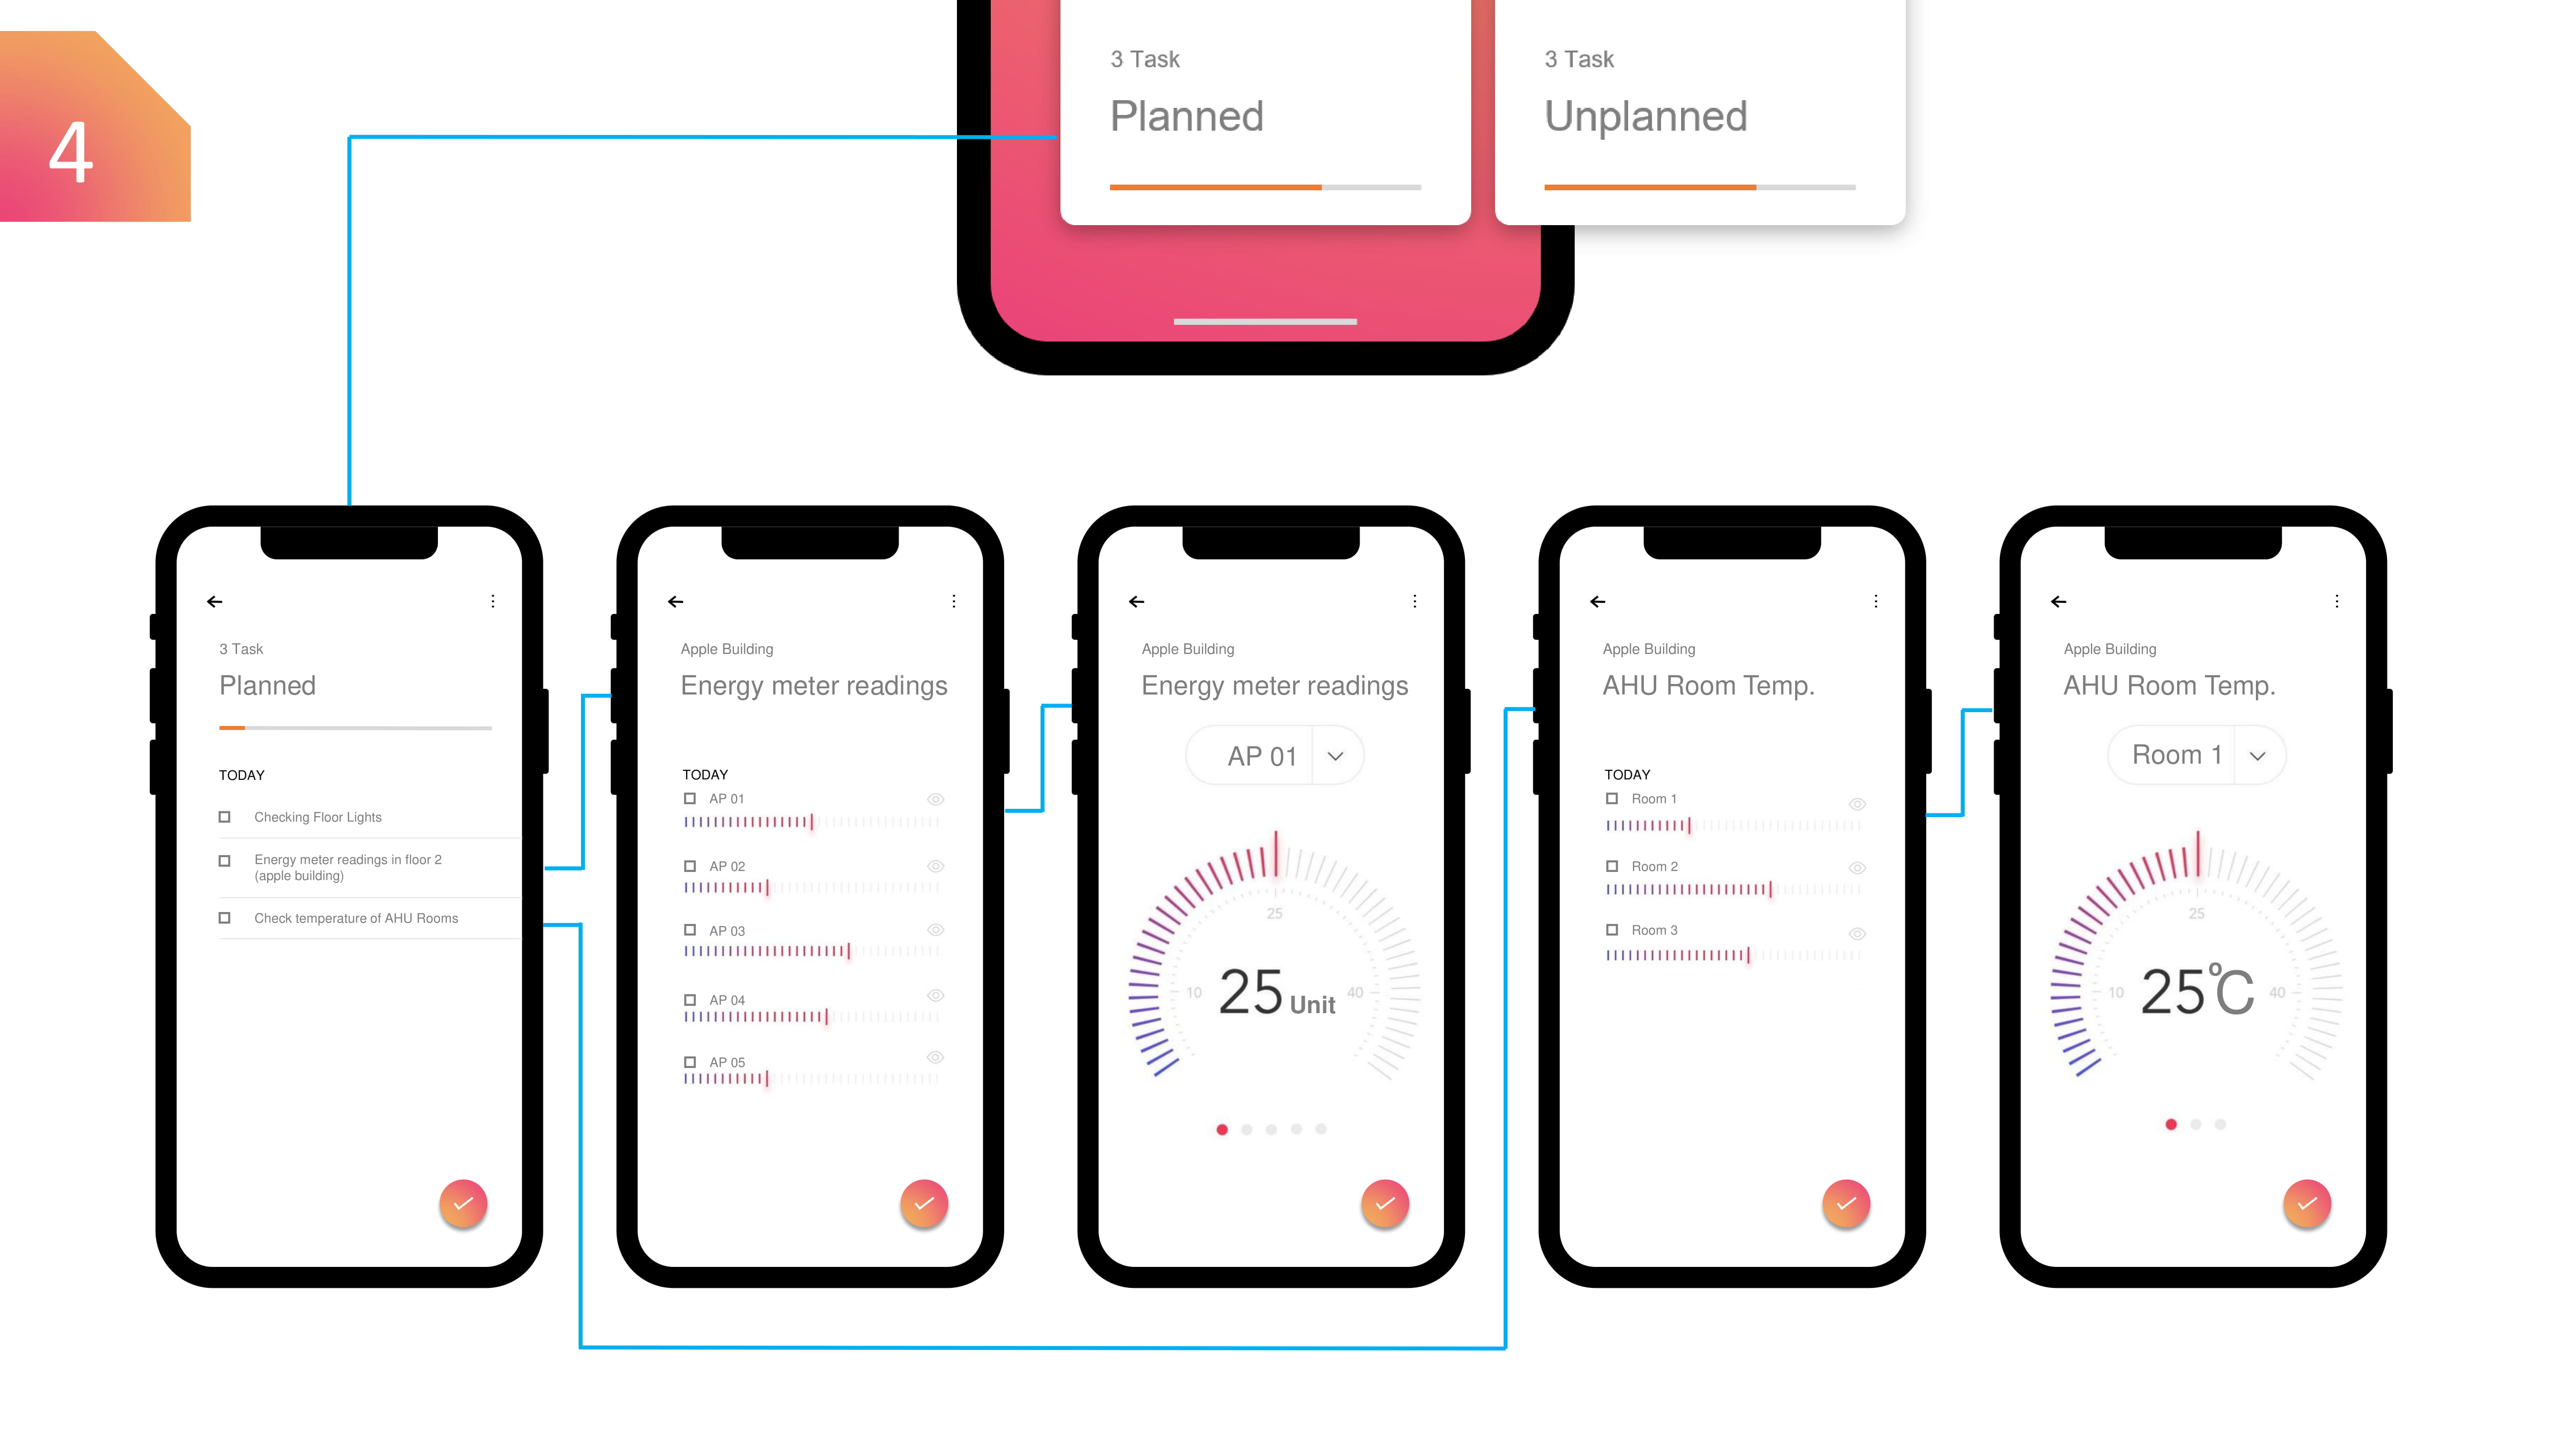 4
3 Task
Planned
3 Task
Unplanned
3 Task
Planned
TODAY
Checking Floor Lights
Energy meter readings in floor 2
(apple building)
Check temperature of AHU Rooms
Apple Building
Energy meter readings
TODAY
AP 01
AP 02
AP 03
AP 04
AP 05
Apple Building
Energy meter readings
AP 01
25
10
25 Unit
40
Apple Building
AHU Room Temp.
TODAY
Room 1
Room 2
Room 3
Apple Building
AHU Room Temp.
Room 1
25
10
25°C
40